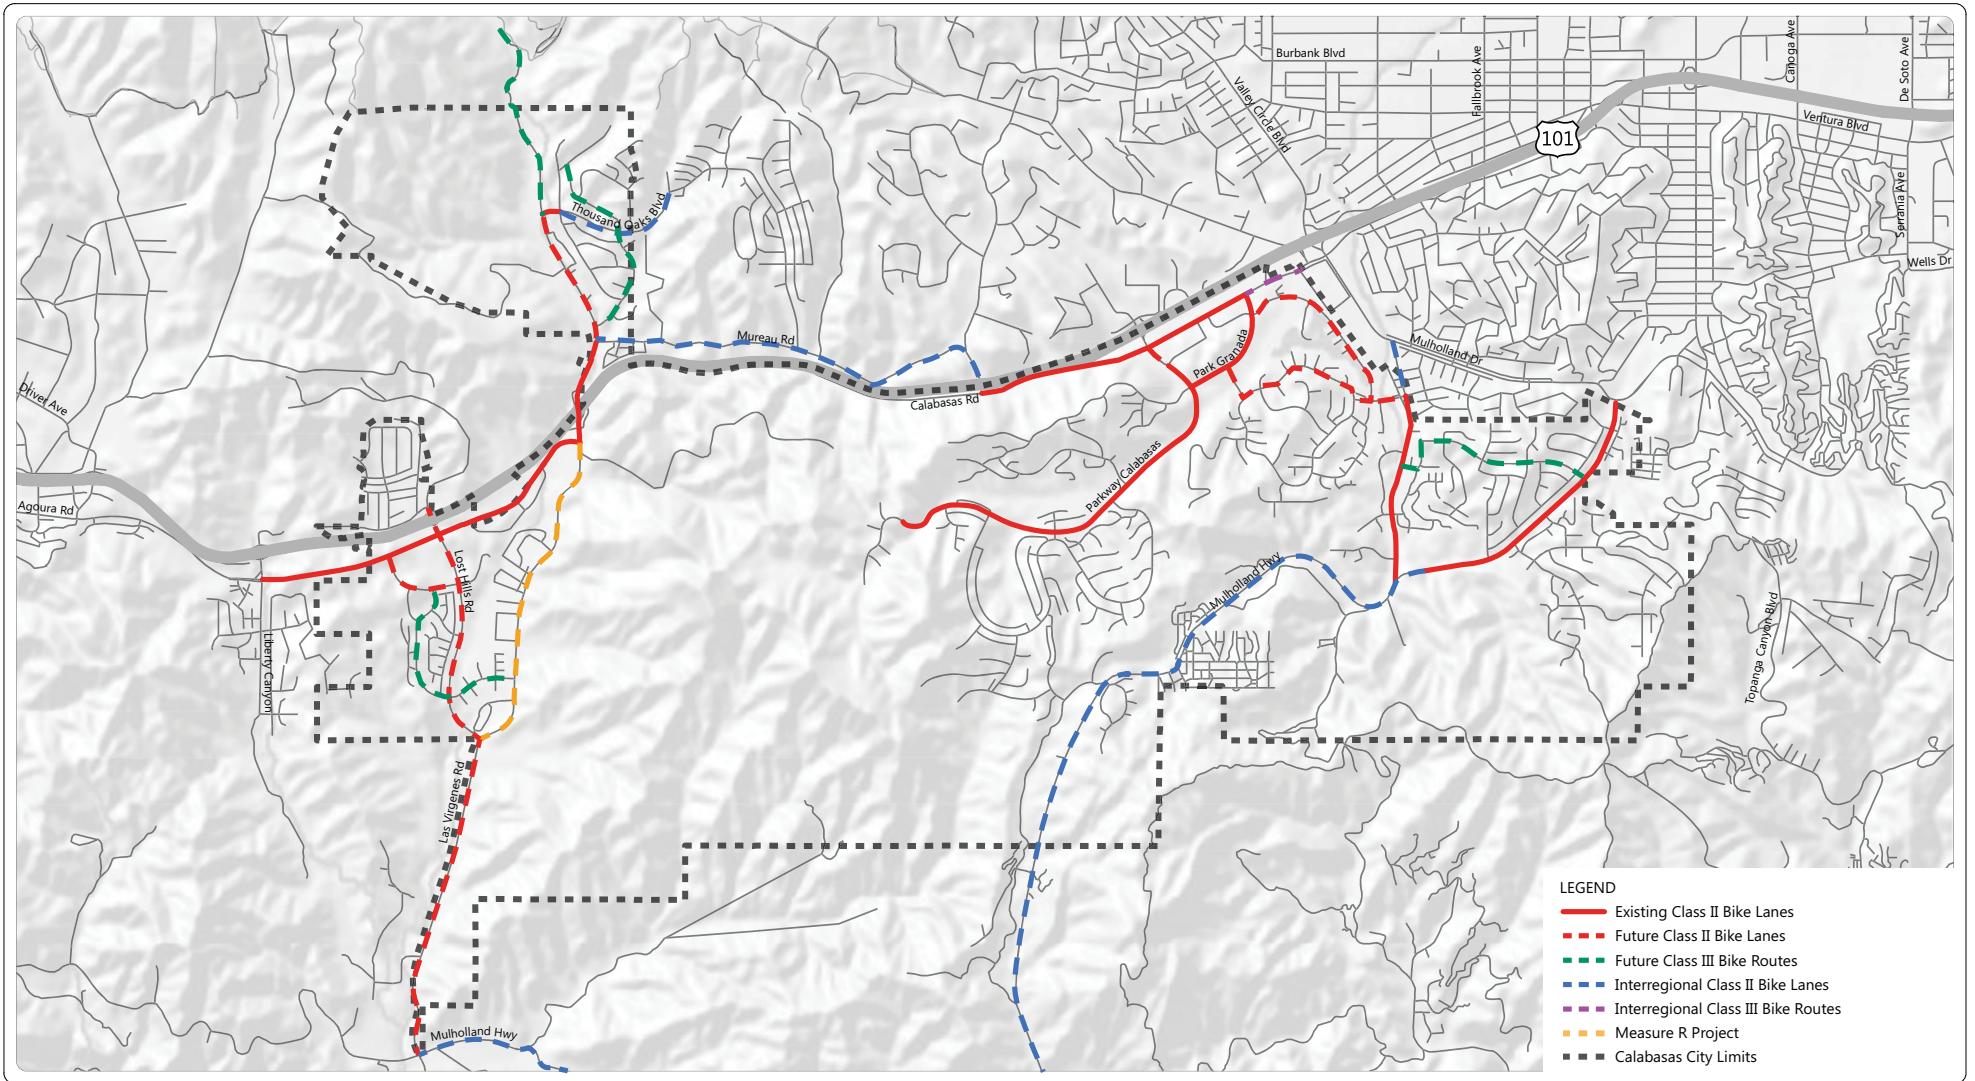 Burbank Blvd
Valley Circle Blvd
Fallbrook Ave
Canoga Ave
De Soto Ave
101
Ventura Blvd
Serrania Ave
Wells Dr
Thousand Oaks Blvd
Mureau Rd
Mulholland Dr
Park Granada
Calabasas Rd
Driver Ave
Parkway Calabasas
Agoura Rd
Lost Hills Rd
Mulholland Hwy
Liberty Canyon
Topanga Canyon Blvd
Las Virgenes Rd
Mulholland Hwy
LEGEND
Existing Class II Bike Lanes
Future Class II Bike Lanes
Future Class III Bike Routes
Interregional Class II Bike Lanes
Interregional Class III Bike Routes
Measure R Project
Calabasas City Limits